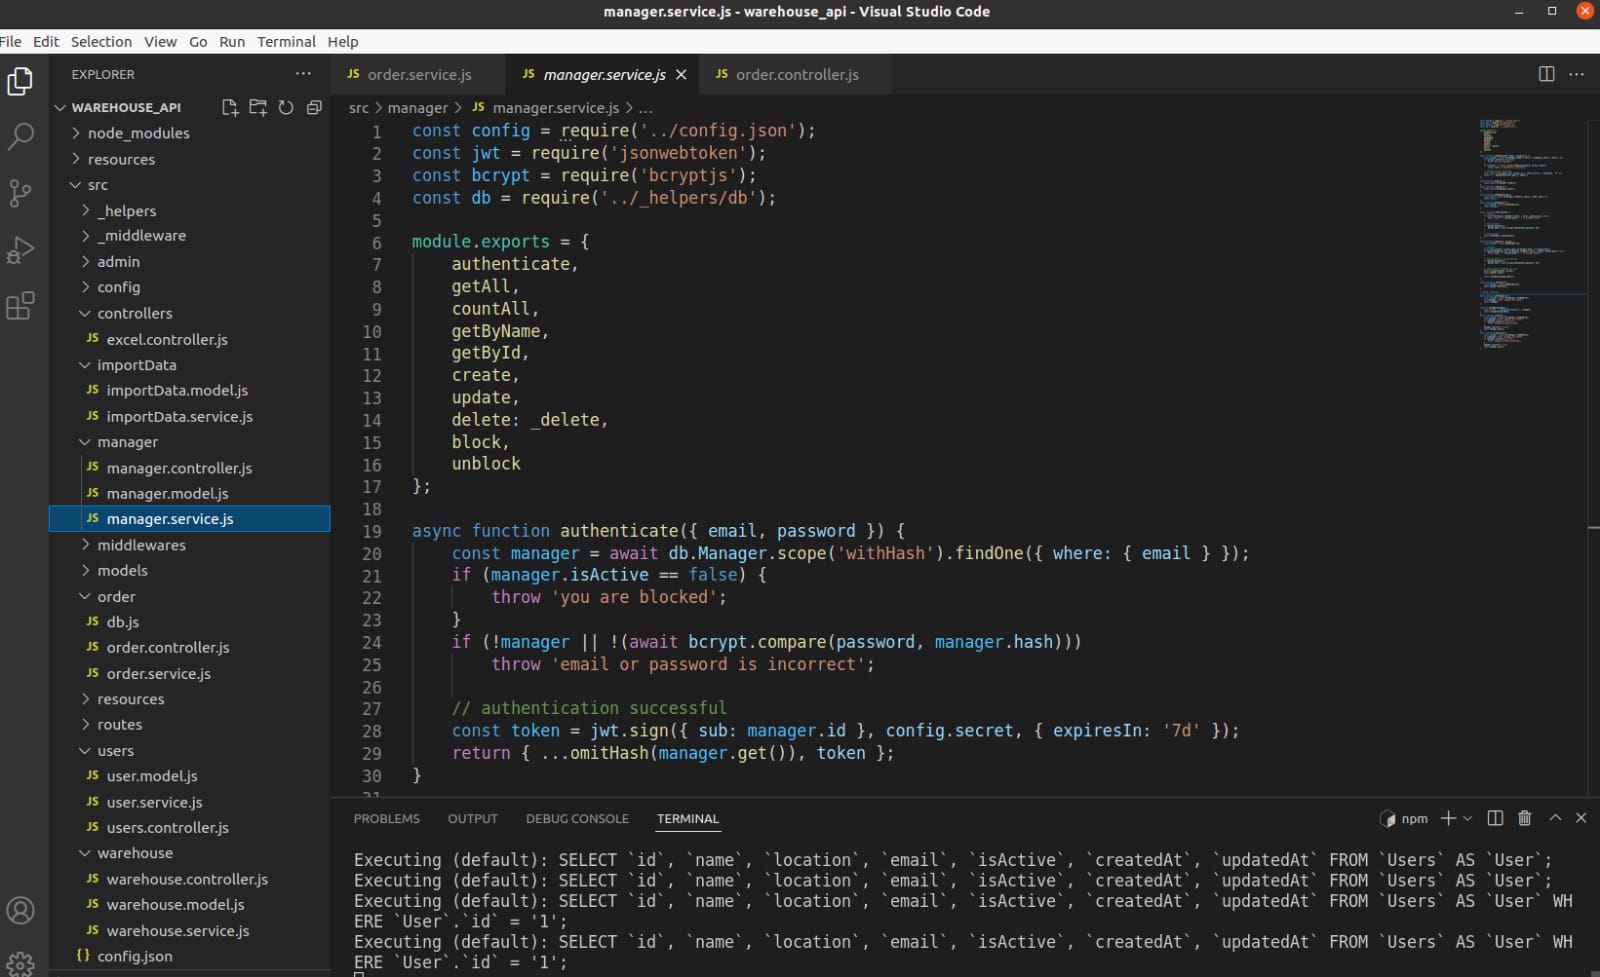 manager.service.js - warehouse_api - Visual Studio Code
File Edit Selection View Go Run Terminal Help
EXPLORER
WAREHOUSE_API
node_modules
resources
src
_helpers
_middleware
admin
config
controllers
JS excel.controller.js
importData
JS importData.model.js
JS importData.service.js
manager
JS manager.controller.js
JS manager.model.js
JS manager.service.js
middlewares
models
order
JS db.js
JS order.controller.js
JS order.service.js
resources
routes
users
JS user.model.js
JS user.service.js
JS users.controller.js
warehouse
JS warehouse.controller.js
JS warehouse.model.js
JS warehouse.service.js
{} config.json
JS order.service.js JS manager.service.js JS order.controller.js
src > manager > JS manager.service.js > ...
1 const config = require('../config.json');
2 const jwt = require('jsonwebtoken');
3 const bcrypt = require('bcryptjs');
4 const db = require('../_helpers/db');
5
6 module.exports = {
7 authenticate,
8 getAll,
9 countAll,
10 getByName,
11 getById,
12 create,
13 update,
14 delete: _delete,
15 block,
16 unblock
17 };
18
19 async function authenticate({ email, password }) {
20 const manager = await db.Manager.scope('withHash').findOne({ where: { email } });
21 if (manager.isActive == false) {
22 throw 'you are blocked';
23 }
24 if (!manager || !(await bcrypt.compare(password, manager.hash)))
25 throw 'email or password is incorrect';
26
27 // authentication successful
28 const token = jwt.sign({ sub: manager.id }, config.secret, { expiresIn: '7d' });
29 return { ...omitHash(manager.get()), token };
30 }
31
PROBLEMS OUTPUT DEBUG CONSOLE TERMINAL npm
Executing (default): SELECT `id`, `name`, `location`, `email`, `isActive`, `createdAt`, `updatedAt` FROM `Users` AS `User`;
Executing (default): SELECT `id`, `name`, `location`, `email`, `isActive`, `createdAt`, `updatedAt` FROM `Users` AS `User`;
Executing (default): SELECT `id`, `name`, `location`, `email`, `isActive`, `createdAt`, `updatedAt` FROM `Users` AS `User` WH
ERE `User`.`id` = '1';
Executing (default): SELECT `id`, `name`, `location`, `email`, `isActive`, `createdAt`, `updatedAt` FROM `Users` AS `User` WH
ERE `User`.`id` = '1';